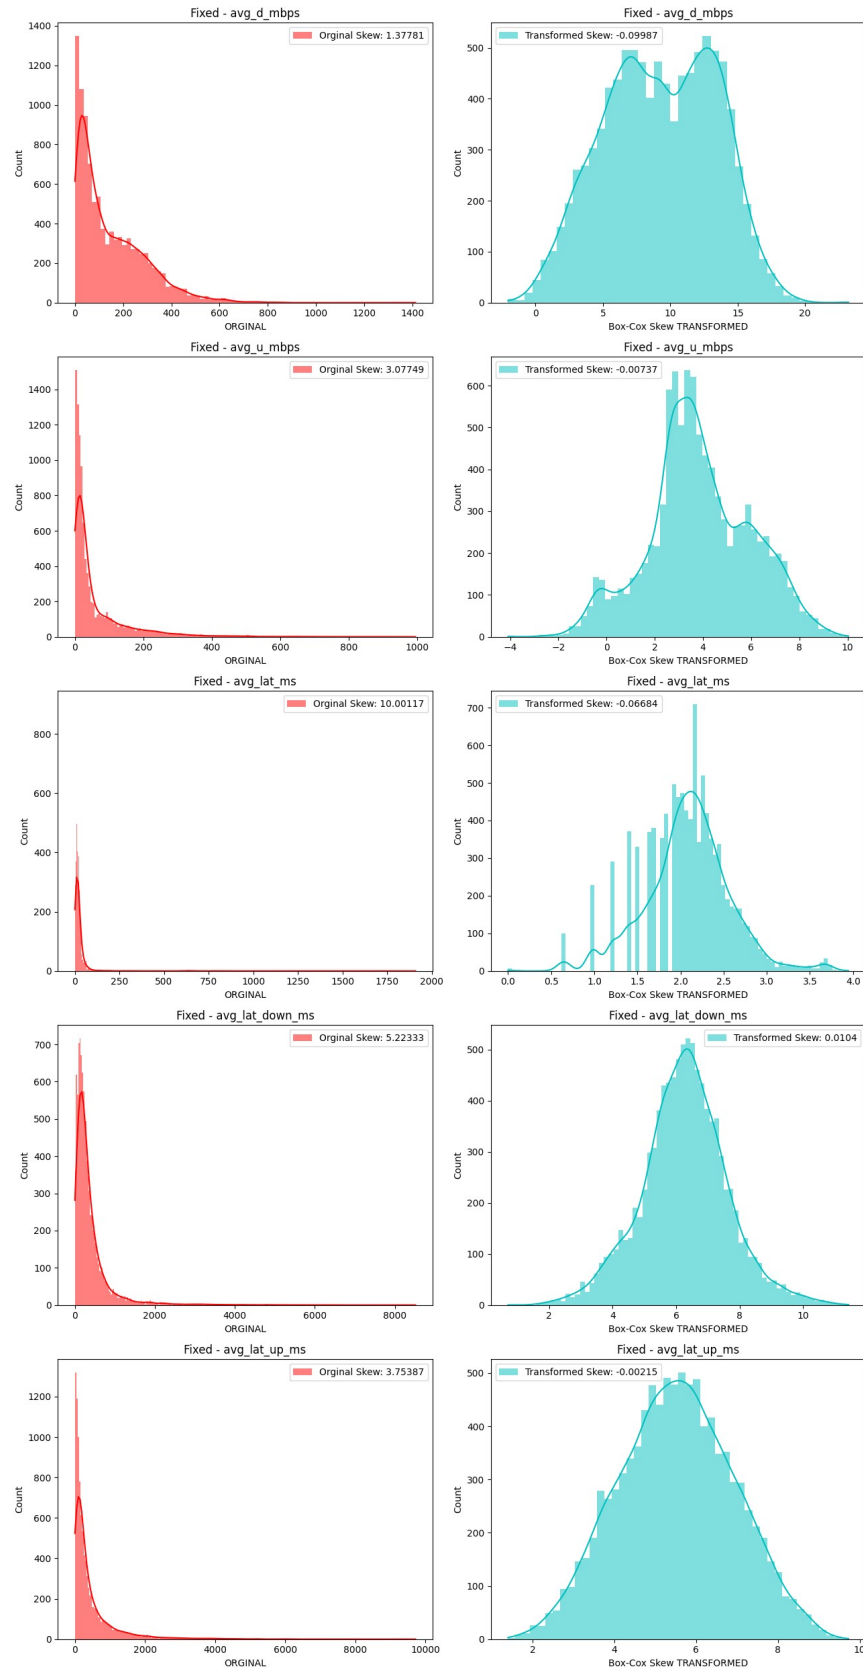 Fixed - avg_d_mbps
Orginal Skew: 1.37781
Count
1400
1200
1000
800
600
400
200
0
0 200 400 600 800 1000 1200 1400
ORGINAL
Fixed - avg_d_mbps
Transformed Skew: -0.09987
Count
500
400
300
200
100
0
0 5 10 15 20
Box-Cox Skew TRANSFORMED
Fixed - avg_u_mbps
Orginal Skew: 3.07749
Count
1400
1200
1000
800
600
400
200
0
0 200 400 600 800 1000
ORGINAL
Fixed - avg_u_mbps
Transformed Skew: -0.00737
Count
600
500
400
300
200
100
0
−4 −2 0 2 4 6 8 10
Box-Cox Skew TRANSFORMED
Fixed - avg_lat_ms
Orginal Skew: 10.00117
Count
800
600
400
200
0
0 250 500 750 1000 1250 1500 1750 2000
ORGINAL
Fixed - avg_lat_ms
Transformed Skew: -0.06684
Count
700
600
500
400
300
200
100
0
0.0 0.5 1.0 1.5 2.0 2.5 3.0 3.5 4.0
Box-Cox Skew TRANSFORMED
Fixed - avg_lat_down_ms
Orginal Skew: 5.22333
Count
700
600
500
400
300
200
100
0
0 2000 4000 6000 8000
ORGINAL
Fixed - avg_lat_down_ms
Transformed Skew: 0.0104
Count
500
400
300
200
100
0
2 4 6 8 10
Box-Cox Skew TRANSFORMED
Fixed - avg_lat_up_ms
Orginal Skew: 3.75387
Count
1200
1000
800
600
400
200
0
0 2000 4000 6000 8000 10000
ORGINAL
Fixed - avg_lat_up_ms
Transformed Skew: -0.00215
Count
500
400
300
200
100
0
2 4 6 8 10
Box-Cox Skew TRANSFORMED